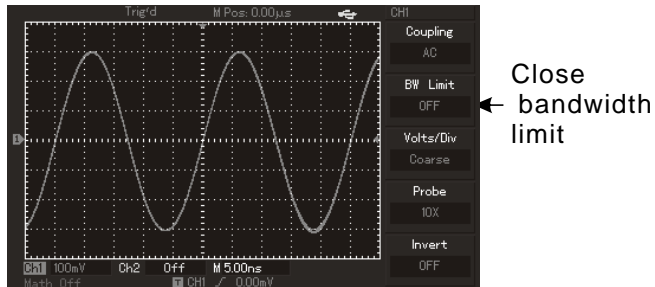 Trig'd M Pos: 0.00μs CH1
Coupling
AC
BW Limit
OFF
Close
bandwidth
limit
1
Volts/Div
Coarse
Probe
10X
Invert
OFF
Ch1 100mV Ch2 Off M 5.00ns
Math Off T CH1 / 0.00mV